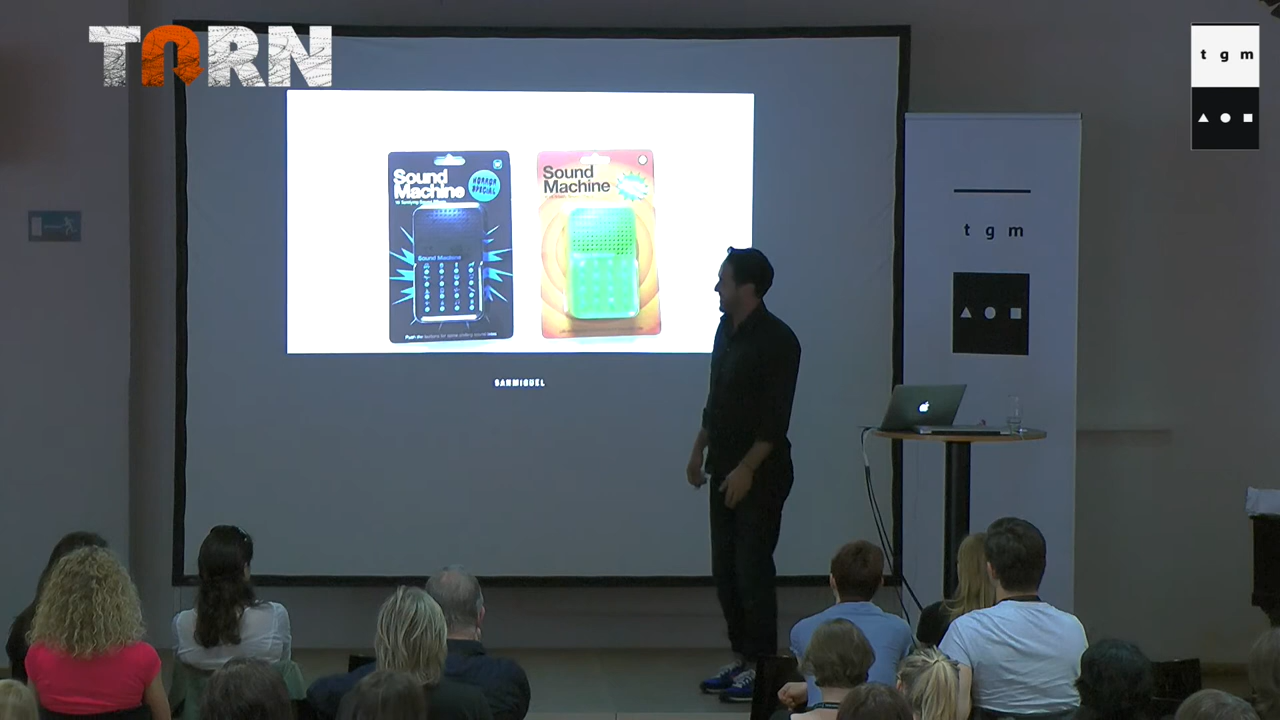 TORN
t g m
Sound
Machine
HORROR
SPECIAL
Sound Machine
Sound
Machine
SANMIGUEL
t g m